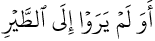 أَوَ لَمْ يَرَوْا إِلَى ٱلطَّيْرِ